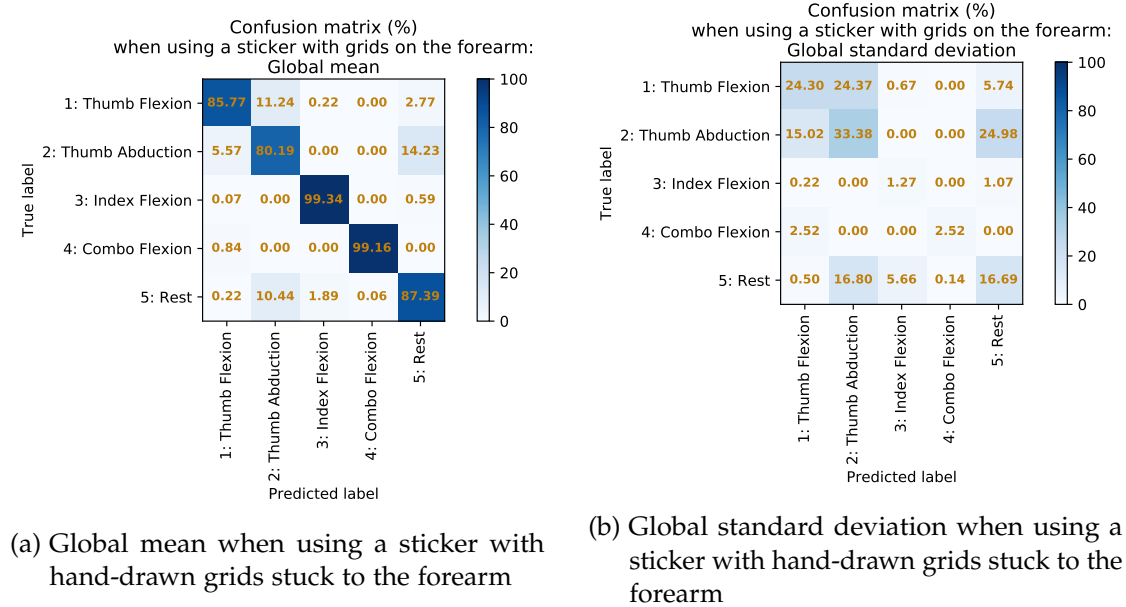 Confusion matrix (%)
when using a sticker with grids on the forearm:
Global mean
True label
1: Thumb Flexion 85.77 11.24 0.22 0.00 2.77
2: Thumb Abduction 5.57 80.19 0.00 0.00 14.23
3: Index Flexion 0.07 0.00 99.34 0.00 0.59
4: Combo Flexion 0.84 0.00 0.00 99.16 0.00
5: Rest 0.22 10.44 1.89 0.06 87.39
1: Thumb Flexion
2: Thumb Abduction
3: Index Flexion
4: Combo Flexion
5: Rest
Predicted label
100
80
60
40
20
0
(a) Global mean when using a sticker with
hand-drawn grids stuck to the forearm
Confusion matrix (%)
when using a sticker with grids on the forearm:
Global standard deviation
True label
1: Thumb Flexion 24.30 24.37 0.67 0.00 5.74
2: Thumb Abduction 15.02 33.38 0.00 0.00 24.98
3: Index Flexion 0.22 0.00 1.27 0.00 1.07
4: Combo Flexion 2.52 0.00 0.00 2.52 0.00
5: Rest 0.50 16.80 5.66 0.14 16.69
1: Thumb Flexion
2: Thumb Abduction
3: Index Flexion
4: Combo Flexion
5: Rest
Predicted label
100
80
60
40
20
0
(b) Global standard deviation when using a
sticker with hand-drawn grids stuck to the
forearm